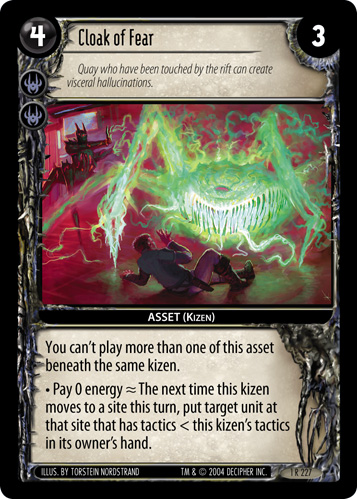 4 Cloak of Fear 3
Quay who have been touched by the rift can create
visceral hallucinations.
ASSET (KIZEN)
You can't play more than one of this asset
beneath the same kizen.
• Pay 0 energy ≈ The next time this kizen
moves to a site this turn, put target unit at
that site that has tactics < this kizen's tactics
in its owner's hand.
ILLUS. BY TORSTEIN NORDSTRAND TM & © 2004 DECIPHER INC. 1 R 227